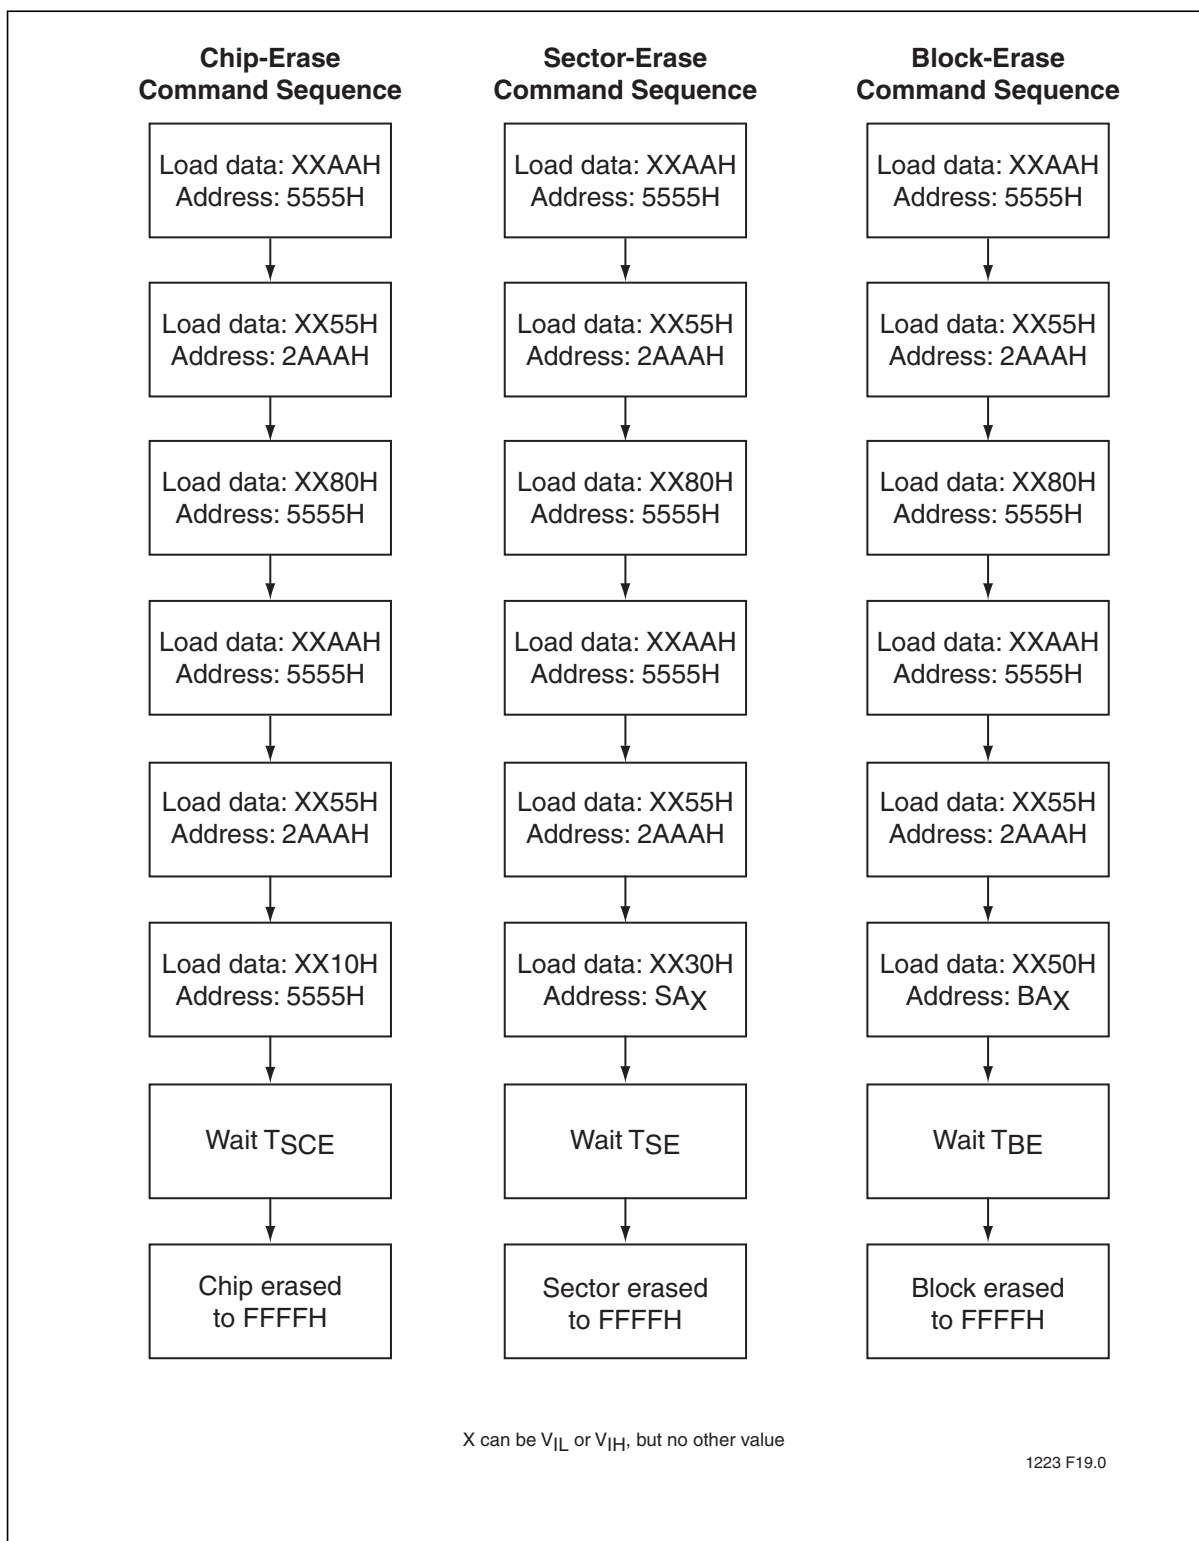 Chip-Erase
Command Sequence
Load data: XXAAH
Address: 5555H
Load data: XX55H
Address: 2AAAH
Load data: XX80H
Address: 5555H
Load data: XXAAH
Address: 5555H
Load data: XX55H
Address: 2AAAH
Load data: XX10H
Address: 5555H
Wait TSCE
Chip erased
to FFFFH
Sector-Erase
Command Sequence
Load data: XXAAH
Address: 5555H
Load data: XX55H
Address: 2AAAH
Load data: XX80H
Address: 5555H
Load data: XXAAH
Address: 5555H
Load data: XX55H
Address: 2AAAH
Load data: XX30H
Address: SAX
Wait TSE
Sector erased
to FFFFH
Block-Erase
Command Sequence
Load data: XXAAH
Address: 5555H
Load data: XX55H
Address: 2AAAH
Load data: XX80H
Address: 5555H
Load data: XXAAH
Address: 5555H
Load data: XX55H
Address: 2AAAH
Load data: XX50H
Address: BAX
Wait TBE
Block erased
to FFFFH
X can be VIL or VIH, but no other value
1223 F19.0